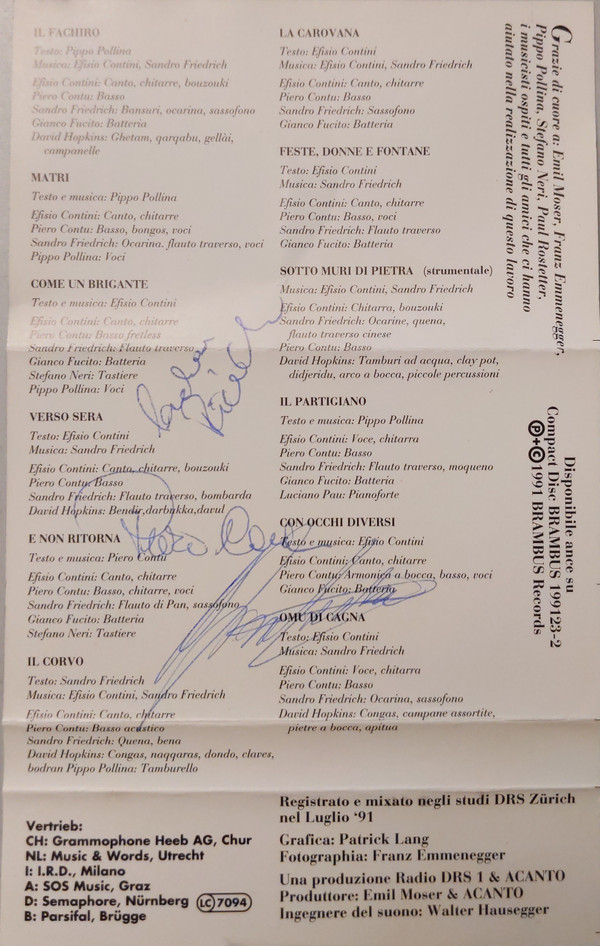 IL FACHIRO
Testo: Pippo Pollina
Musica: Efisio Contini, Sandro Friedrich
Efisio Contini: Canto, chitarre, bouzouki
Piero Contu: Basso
Sandro Friedrich: Bansuri, ocarina, sassofono
Gianco Fucito: Batteria
David Hopkins: Ghetam, qarqabu, gellài,
campanelle
MATRI
Testo e musica: Pippo Pollina
Efisio Contini: Canto, chitarre
Piero Contu: Basso, bongos, voci
Sandro Friedrich: Ocarina. flauto traverso, voci
Pippo Pollina: Voci
COME UN BRIGANTE
Testo e musica: Efisio Contini
Efisio Contini: Canto, chitarre
Piero Contu: Basso fretless
Sandro Friedrich: Flauto traverso
Gianco Fucito: Batteria
Stefano Neri: Tastiere
Pippo Pollina: Voci
VERSO SERA
Testo: Efisio Contini
Musica: Sandro Friedrich
Efisio Contini: Canto, chitarre, bouzouki
Piero Contu: Basso
Sandro Friedrich: Flauto traverso, bombarda
David Hopkins: Bendir,darbukka,davul
E NON RITORNA
Testo e musica: Piero Contu
Efisio Contini: Canto, chitarre
Piero Contu: Basso, chitarre, voci
Sandro Friedrich: Flauto di Pan, sassofono
Gianco Fucito: Batteria
Stefano Neri: Tastiere
IL CORVO
Testo: Sandro Friedrich
Musica: Efisio Contini, Sandro Friedrich
Efisio Contini: Canto, chitarre
Piero Contu: Basso acustico
Sandro Friedrich: Quena, bena
David Hopkins: Congas, naqqaras, dondo, claves,
bodran Pippo Pollina: Tamburello
Vertrieb:
CH: Grammophone Heeb AG, Chur
NL: Music & Words, Utrecht
I: I.R.D., Milano
A: SOS Music, Graz
D: Semaphore, Nürnberg LC 7094
B: Parsifal, Brügge
LA CAROVANA
Testo: Efisio Contini
Musica: Efisio Contini, Sandro Friedrich
Efisio Contini: Canto, chitarre
Piero Contu: Basso
Sandro Friedrich: Sassofono
Gianco Fucito: Batteria
FESTE, DONNE E FONTANE
Testo: Efisio Contini
Musica: Sandro Friedrich
Efisio Contini: Canto, chitarre
Piero Contu: Basso, voci
Sandro Friedrich: Flauto traverso
Gianco Fucito: Batteria
SOTTO MURI DI PIETRA (strumentale)
Musica: Efisio Contini, Sandro Friedrich
Efisio Contini: Chitarra, bouzouki
Sandro Friedrich: Ocarine, quena,
flauto traverso cinese
Piero Contu: Basso
David Hopkins: Tamburi ad acqua, clay pot,
didjeridu, arco a bocca, piccole percussioni
IL PARTIGIANO
Testo e musica: Pippo Pollina
Efisio Contini: Voce, chitarra
Piero Contu: Basso
Sandro Friedrich: Flauto traverso, moqueno
Gianco Fucito: Batteria
Luciano Pau: Pianoforte
CON OCCHI DIVERSI
Testo e musica: Efisio Contini
Efisio Contini: Canto, chitarre
Piero Contu: Armonica a bocca, basso, voci
Gianco Fucito: Batteria
OMU DI GAGNA
Testo: Efisio Contini
Musica: Sandro Friedrich
Efisio Contini: Voce, chitarra
Piero Contu: Basso
Sandro Friedrich: Ocarina, sassofono
David Hopkins: Congas, campane assortite,
pietre a bocca, apitua
Registrato e mixato negli studi DRS Zürich
nel Luglio '91
Grafica: Patrick Lang
Fotographia: Franz Emmenegger
Una produzione Radio DRS 1 & ACANTO
Produttore: Emil Moser & ACANTO
Ingegnere del suono: Walter Hausegger
Grazie di cuore a: Emil Moser, Franz Emmenegger,
Pippo Pollina, Stefano Neri, Paul Rostetter,
i musicisti ospiti e tutti gli amici che ci hanno
aiutato nella realizzazione di questo lavoro
Disponibile ance su
Compact Disc BRAMBUS 199123-2
℗+©1991 BRAMBUS Records